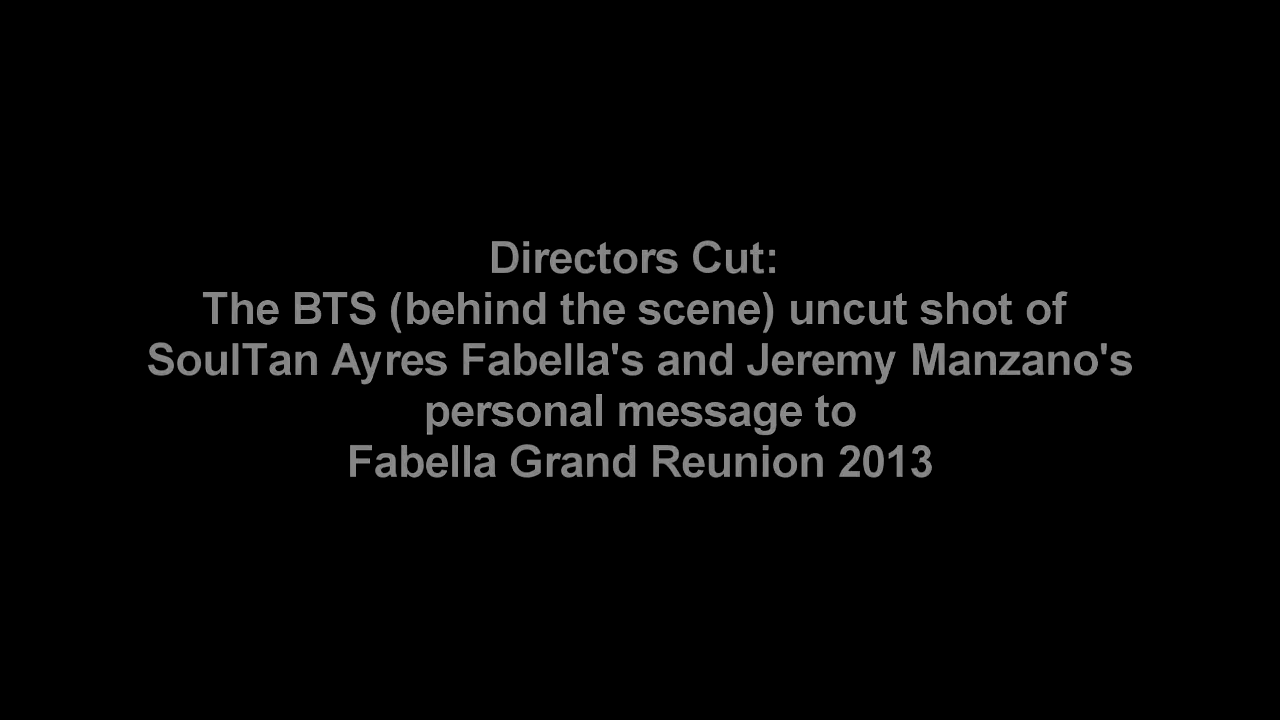 Directors Cut:
The BTS (behind the scene) uncut shot of
SoulTan Ayres Fabella's and Jeremy Manzano's
personal message to
Fabella Grand Reunion 2013